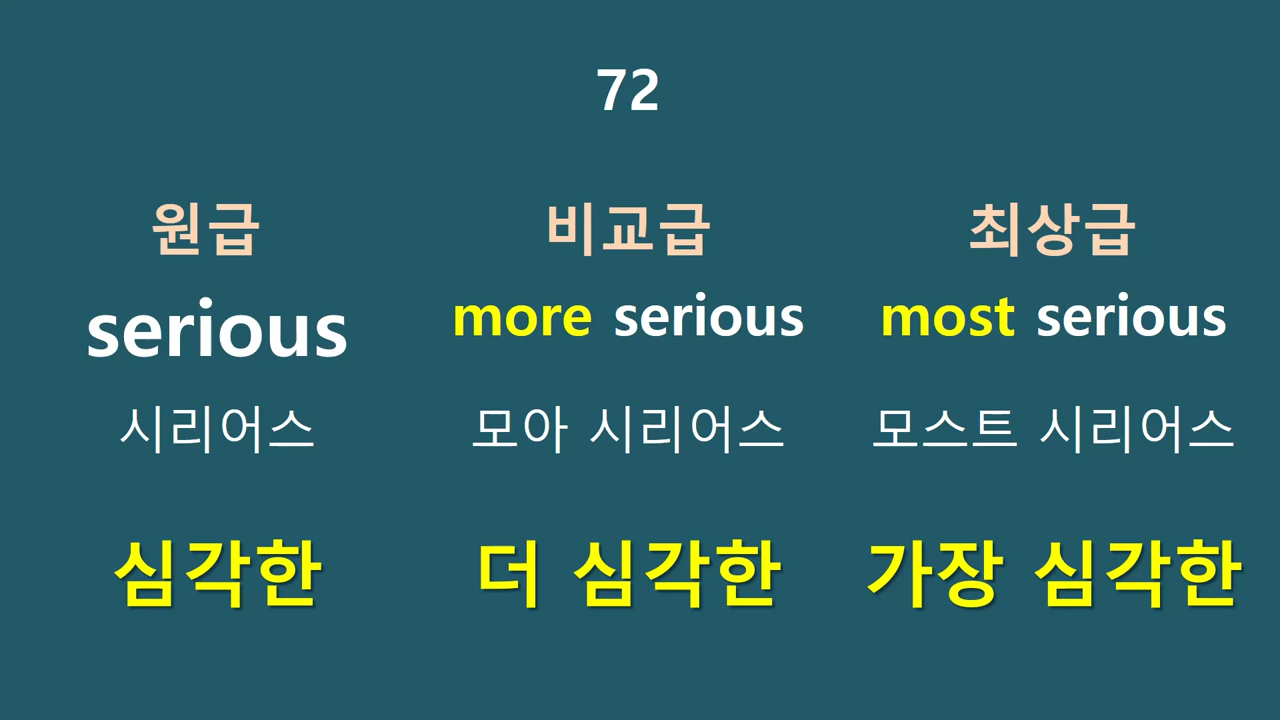 72
원급 비교급 최상급
serious more serious most serious
시리어스 모아 시리어스 모스트 시리어스
심각한 더 심각한 가장 심각한